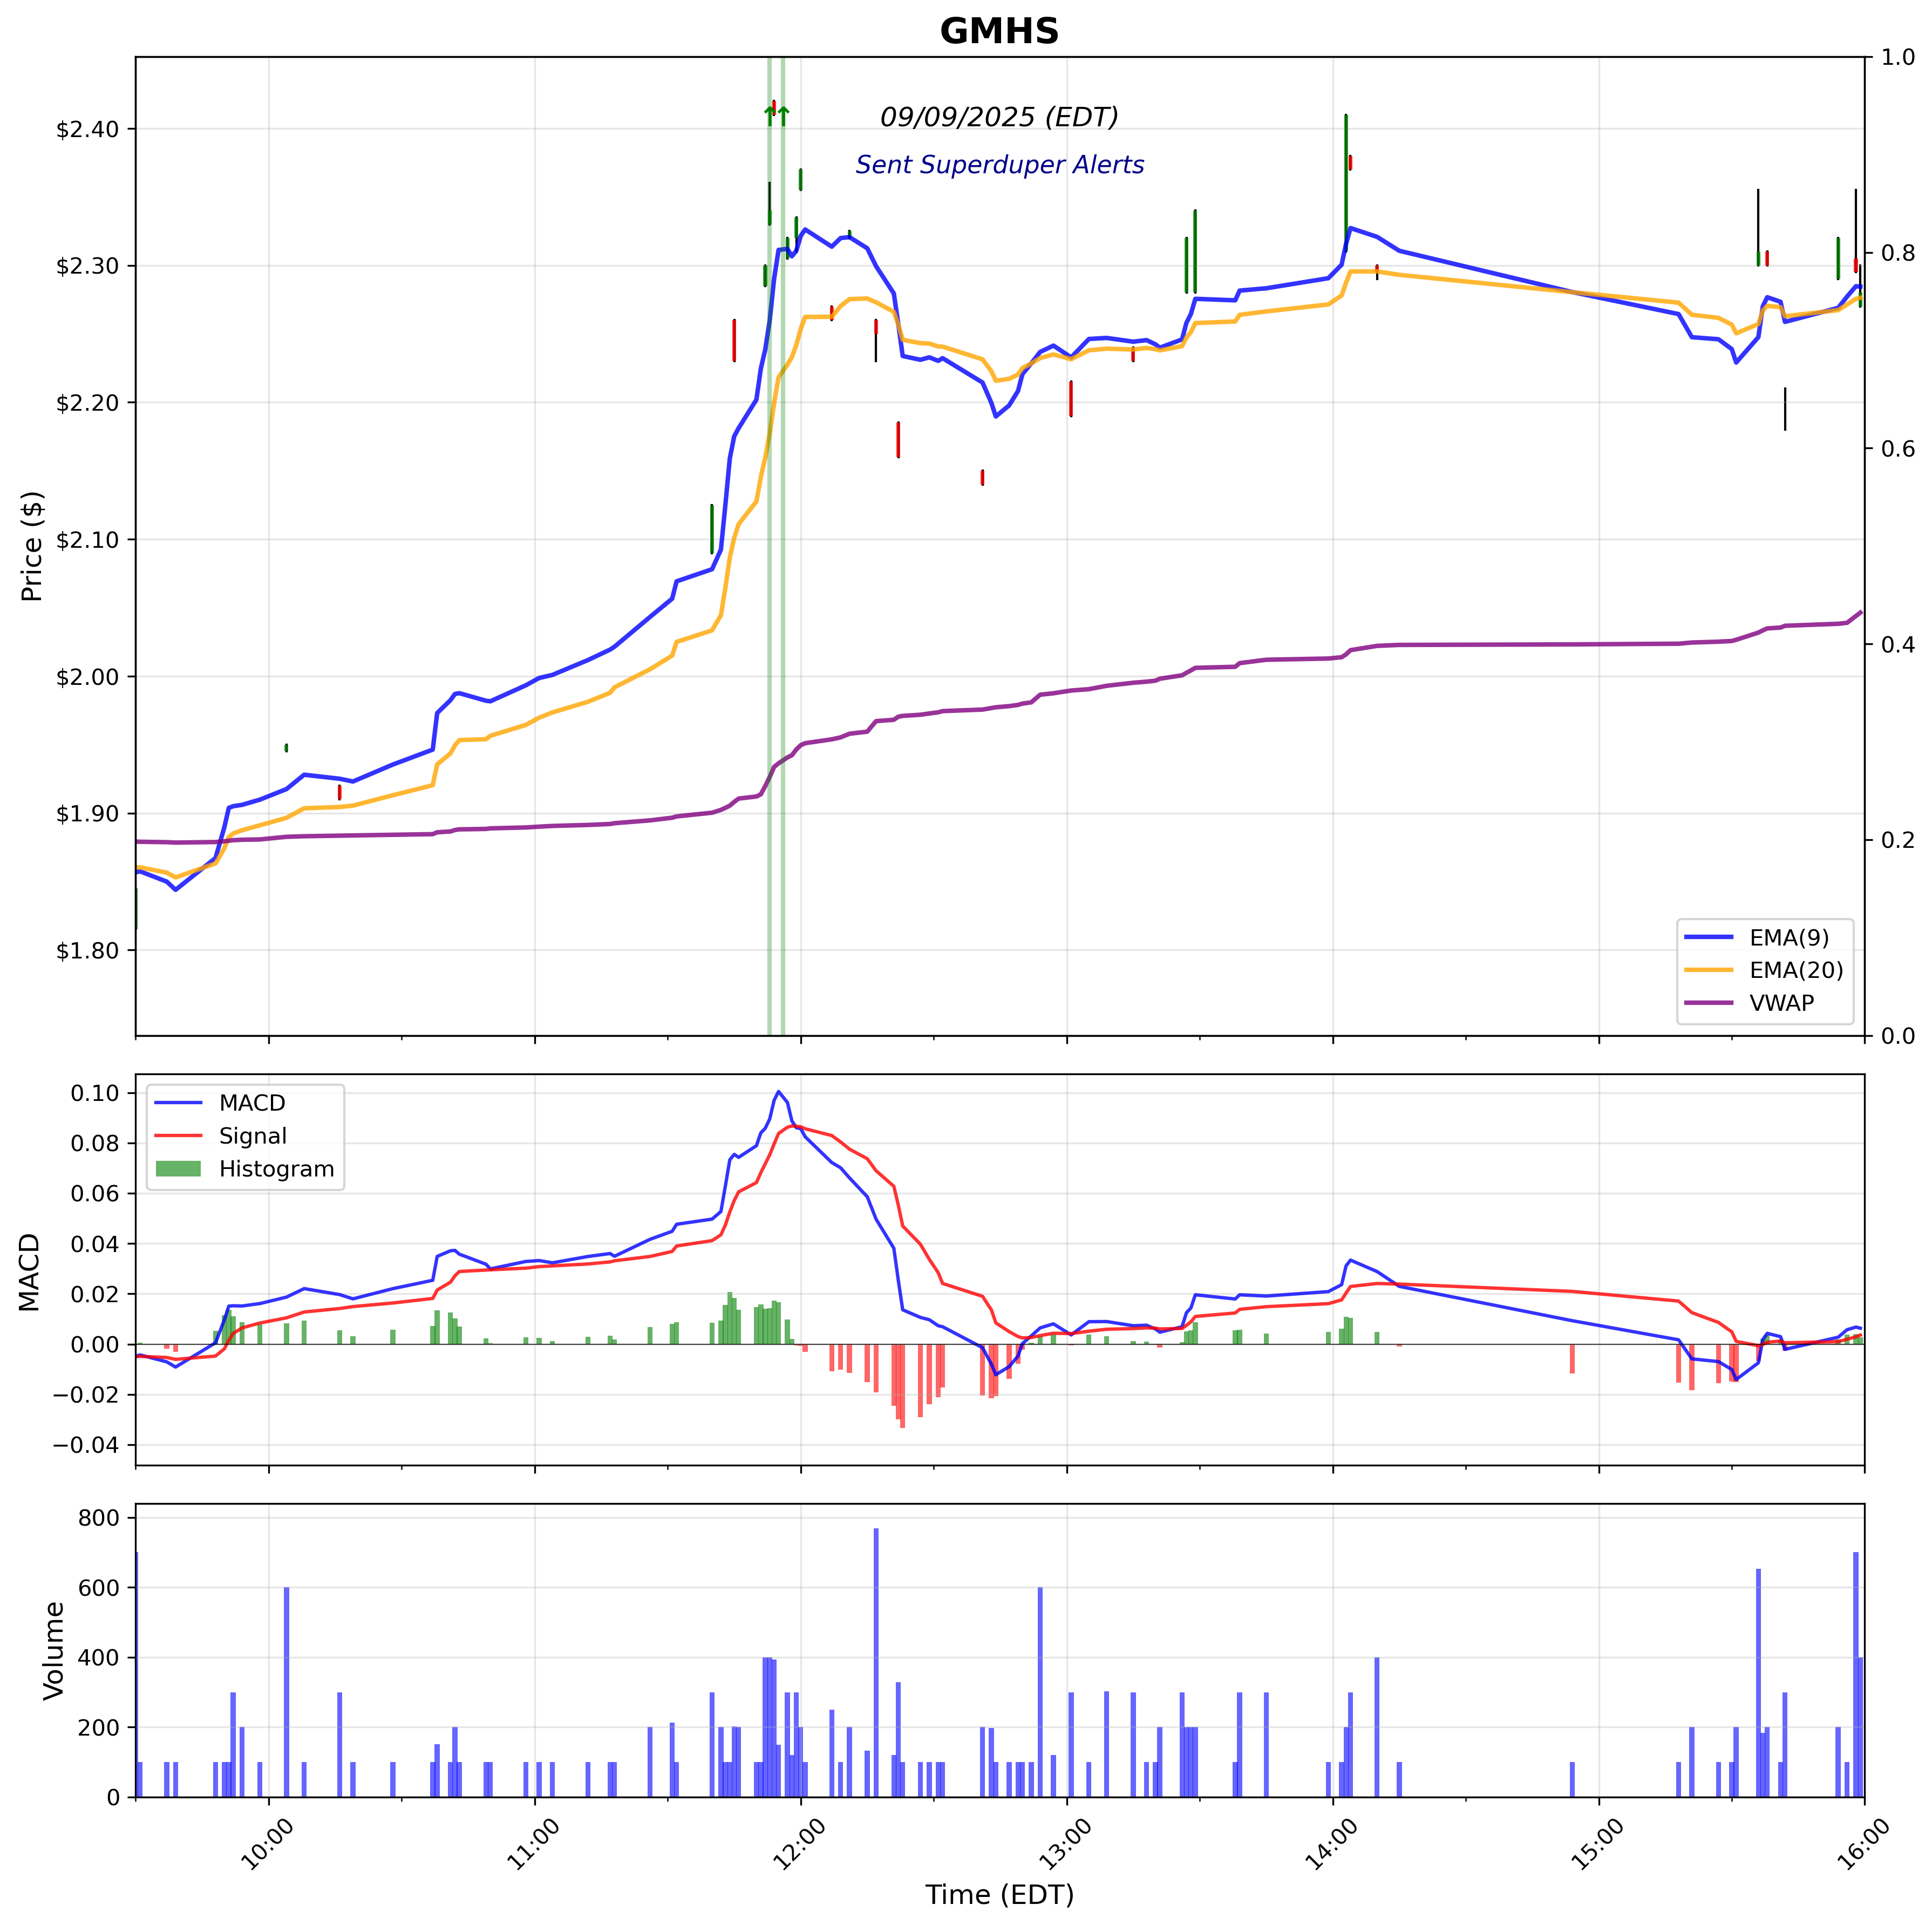 GMHS
09/09/2025 (EDT)
Sent Superduper Alerts
Price ($)
$2.40
$2.30
$2.20
$2.10
$2.00
$1.90
$1.80
1.0
0.8
0.6
0.4
0.2
0.0
EMA(9)
EMA(20)
VWAP
MACD
0.10
0.08
0.06
0.04
0.02
0.00
−0.02
−0.04
MACD
Signal
Histogram
Volume
800
600
400
200
0
10:00
11:00
12:00
13:00
14:00
15:00
16:00
Time (EDT)